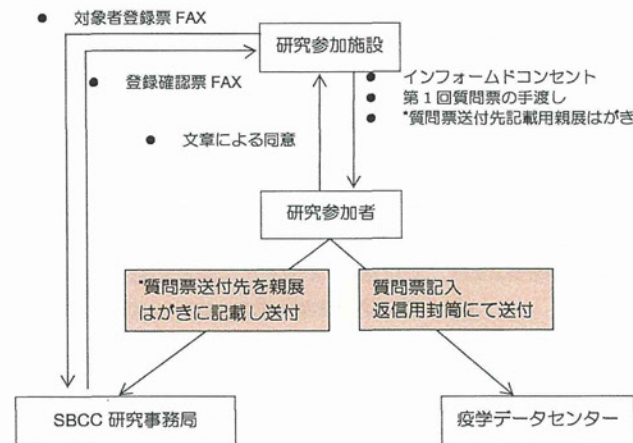 ● 対象者登録票 FAX
研究参加施設
● 登録確認票 FAX
● インフォームドコンセント
● 第１回質問票の手渡し
● *質問票送付先記載用親展はがき
● 文章による同意
研究参加者
*質問票送付先を親展
はがきに記載し送付
質問票記入
返信用封筒にて送付
SBCC 研究事務局
疫学データセンター